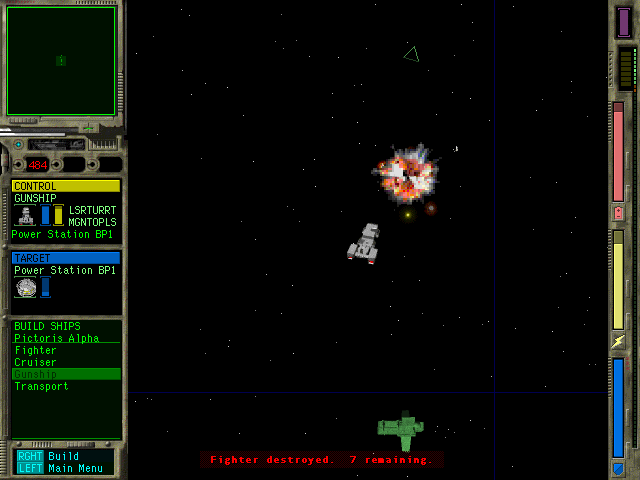 484
CONTROL
GUNSHIP
LSRTURRT
MGNTOPLS
Power Station BP1
TARGET
Power Station BP1
BUILD SHIPS
Pictoris Alpha
Fighter
Cruiser
Gunship
Transport
RGHT Build
LEFT Main Menu
Fighter destroyed. 7 remaining.